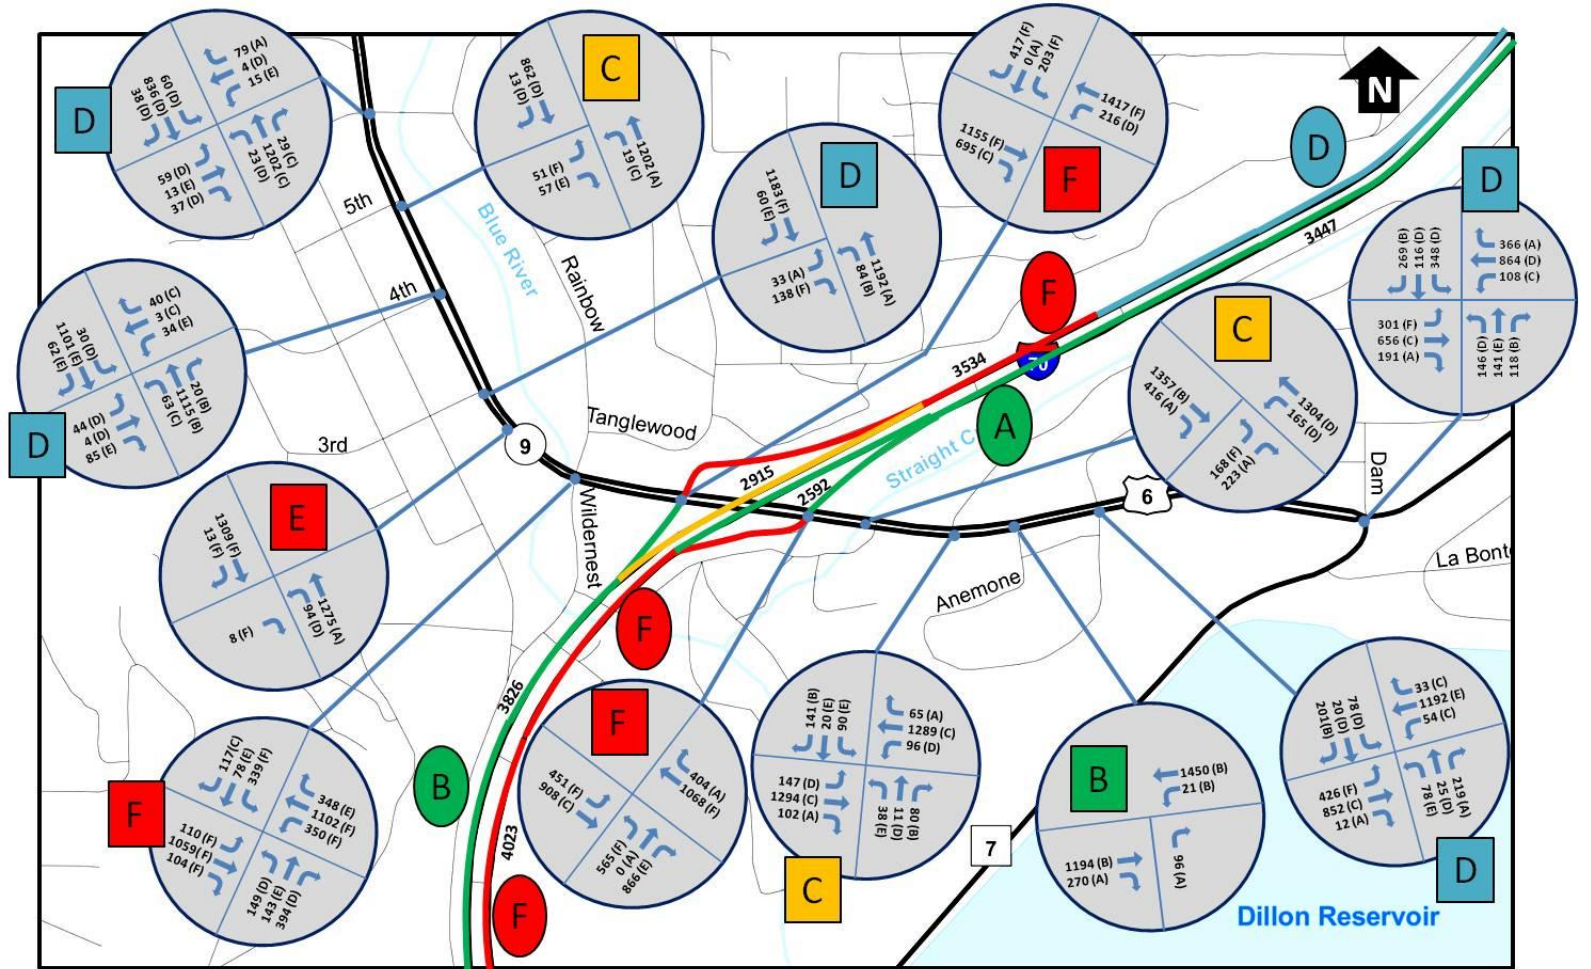 D
79 (A)
4 (D)
15 (E)
60 (D)
836 (D)
38 (D)
59 (D)
13 (E)
37 (D)
29 (C)
1202 (C)
23 (D)
C
862 (D)
13 (D)
51 (F)
57 (E)
1202 (A)
19 (C)
D
1183 (F)
60 (E)
33 (A)
138 (F)
1192 (A)
84 (B)
417 (F)
0 (A)
203 (F)
1417 (F)
216 (D)
1155 (F)
695 (C)
F
N
D
D
269 (B)
116 (D)
348 (D)
366 (A)
864 (D)
108 (C)
301 (F)
656 (C)
191 (A)
146 (D)
141 (E)
118 (B)
3447
5th
4th
3rd
Blue River
Rainbow
Tanglewood
Wildernest
9
40 (C)
3 (C)
34 (E)
30 (D)
1101 (E)
62 (E)
44 (D)
4 (D)
85 (E)
20 (B)
1115 (B)
63 (C)
D
F
3534
70
A
Straight C
2915
2592
C
1357 (B)
416 (A)
1304 (D)
165 (D)
168 (F)
223 (A)
6
Dam
La Bont
Anemone
E
1309 (F)
13 (F)
8 (F)
1275 (A)
94 (D)
F
3826
B
4023
F
F
117(C)
78 (E)
339 (F)
348 (E)
1102 (F)
350 (F)
110 (F)
1059( F)
104 (F)
149 (D)
143 (E)
394 (D)
F
451 (F)
908 (C)
404 (A)
1068 (F)
565 (F)
0 (A)
866 (E)
141 (B)
20 (E)
90 (E)
65 (A)
1289 (C)
96 (D)
147 (D)
1294 (C)
102 (A)
38 (E)
11 (D)
80 (B)
C
7
B
1450 (B)
21 (B)
1194 (B)
270 (A)
96 (A)
78 (D)
20 (D)
201(B)
33 (C)
1192 (E)
54 (C)
426 (F)
852 (C)
12 (A)
219 (A)
25 (D)
78 (E)
D
Dillon Reservoir